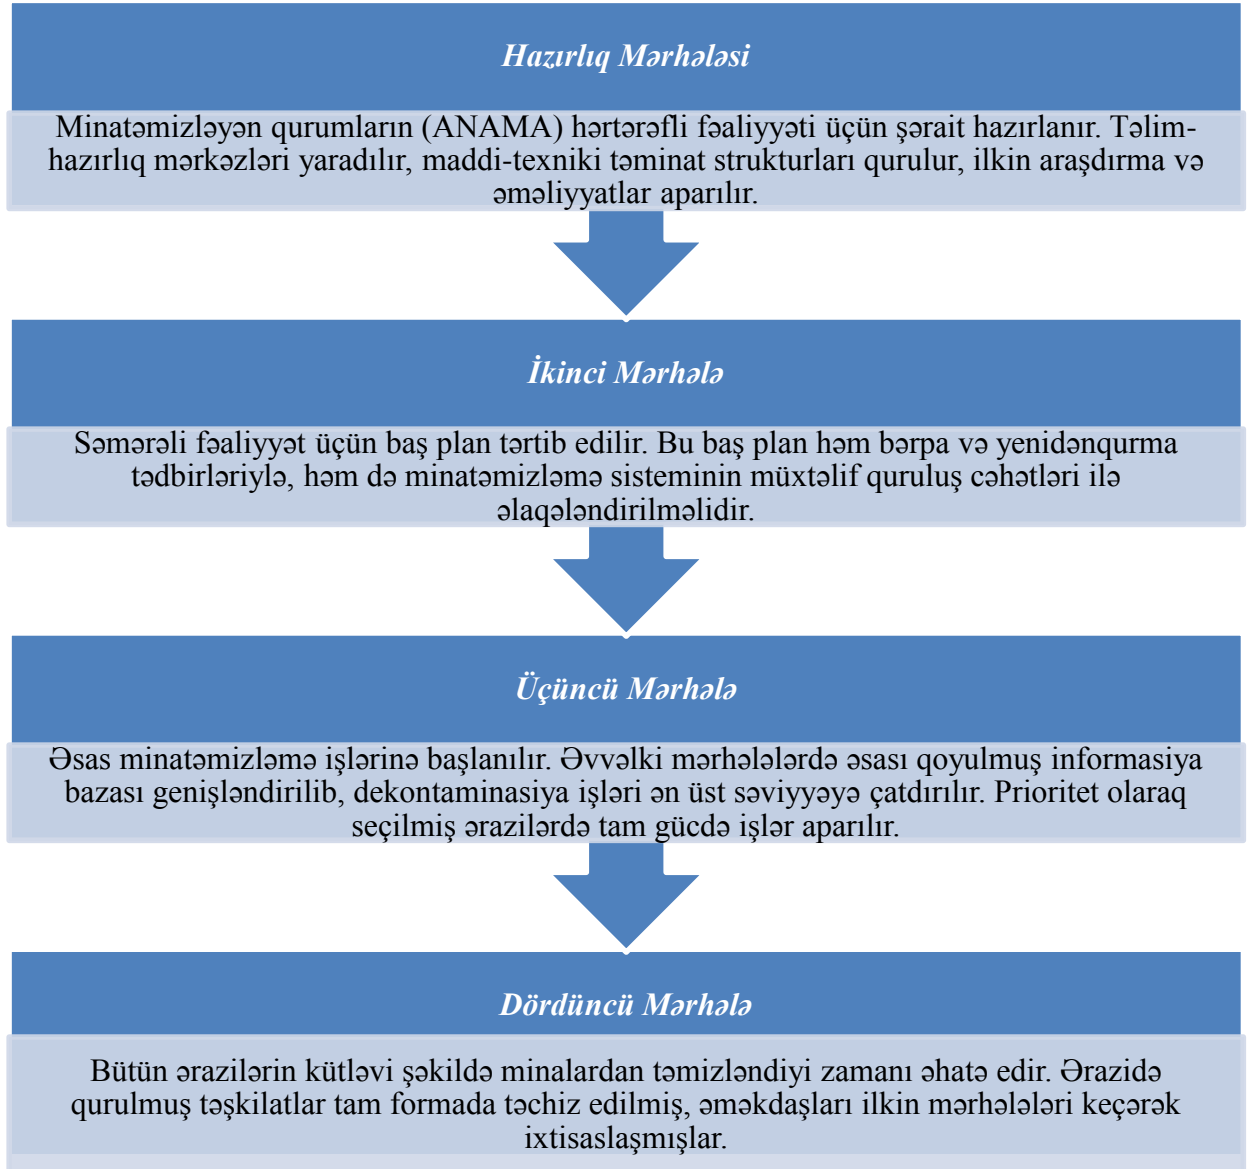 Hazırlıq Mərhələsi
Minatəmizləyən qurumların (ANAMA) hərtərəfli fəaliyyəti üçün şərait hazırlanır. Təlim-
hazırlıq mərkəzləri yaradılır, maddi-texniki təminat strukturları qurulur, ilkin araşdırma və
əməliyyatlar aparılır.
İkinci Mərhələ
Səmərəli fəaliyyət üçün baş plan tərtib edilir. Bu baş plan həm bərpa və yenidənqurma
tədbirləriylə, həm də minatəmizləmə sisteminin müxtəlif quruluş cəhətləri ilə
əlaqələndirilməlidir.
Üçüncü Mərhələ
Əsas minatəmizləmə işlərinə başlanılır. Əvvəlki mərhələlərdə əsası qoyulmuş informasiya
bazası genişləndirilib, dekontaminasiya işləri ən üst səviyyəyə çatdırılır. Prioritet olaraq
seçilmiş ərazilərdə tam gücdə işlər aparılır.
Dördüncü Mərhələ
Bütün ərazilərin kütləvi şəkildə minalardan təmizləndiyi zamanı əhatə edir. Ərazidə
qurulmuş təşkilatlar tam formada təchiz edilmiş, əməkdaşları ilkin mərhələləri keçərək
ixtisaslaşmışlar.